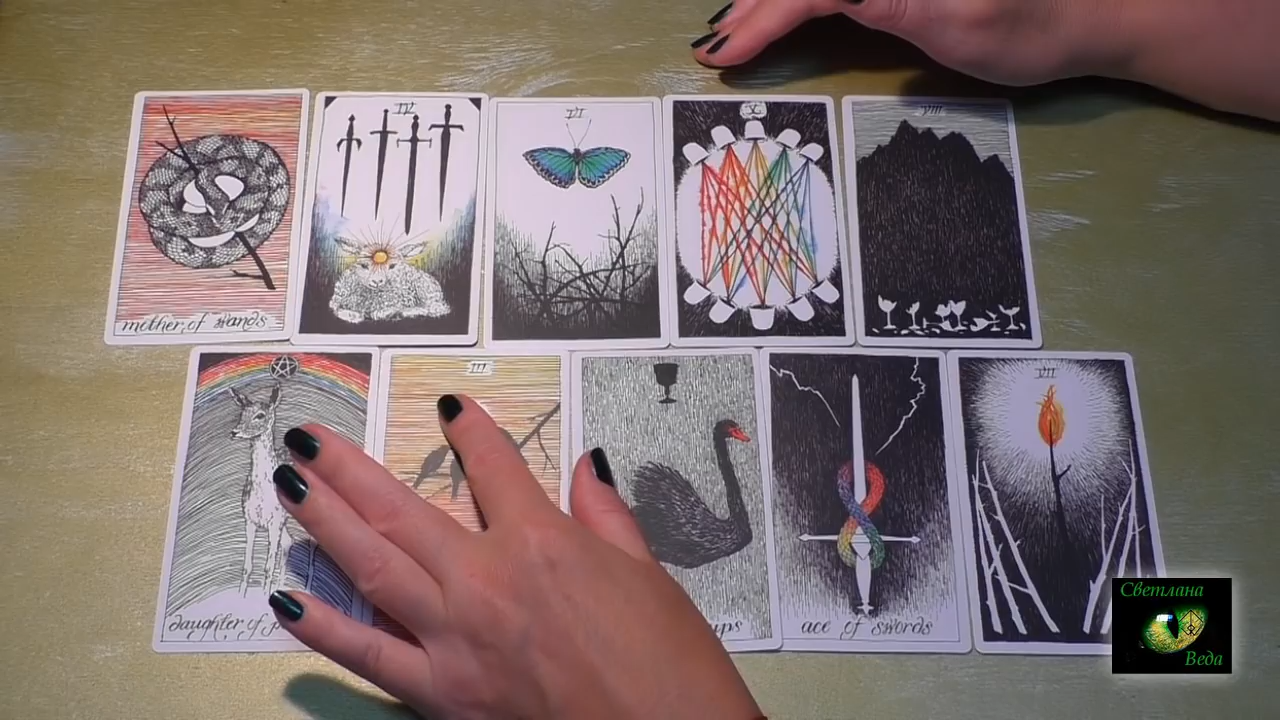 mother of wands
IV
VI
X
VIII
III
daughter of
ace of swords
VII
Светлана
Веда